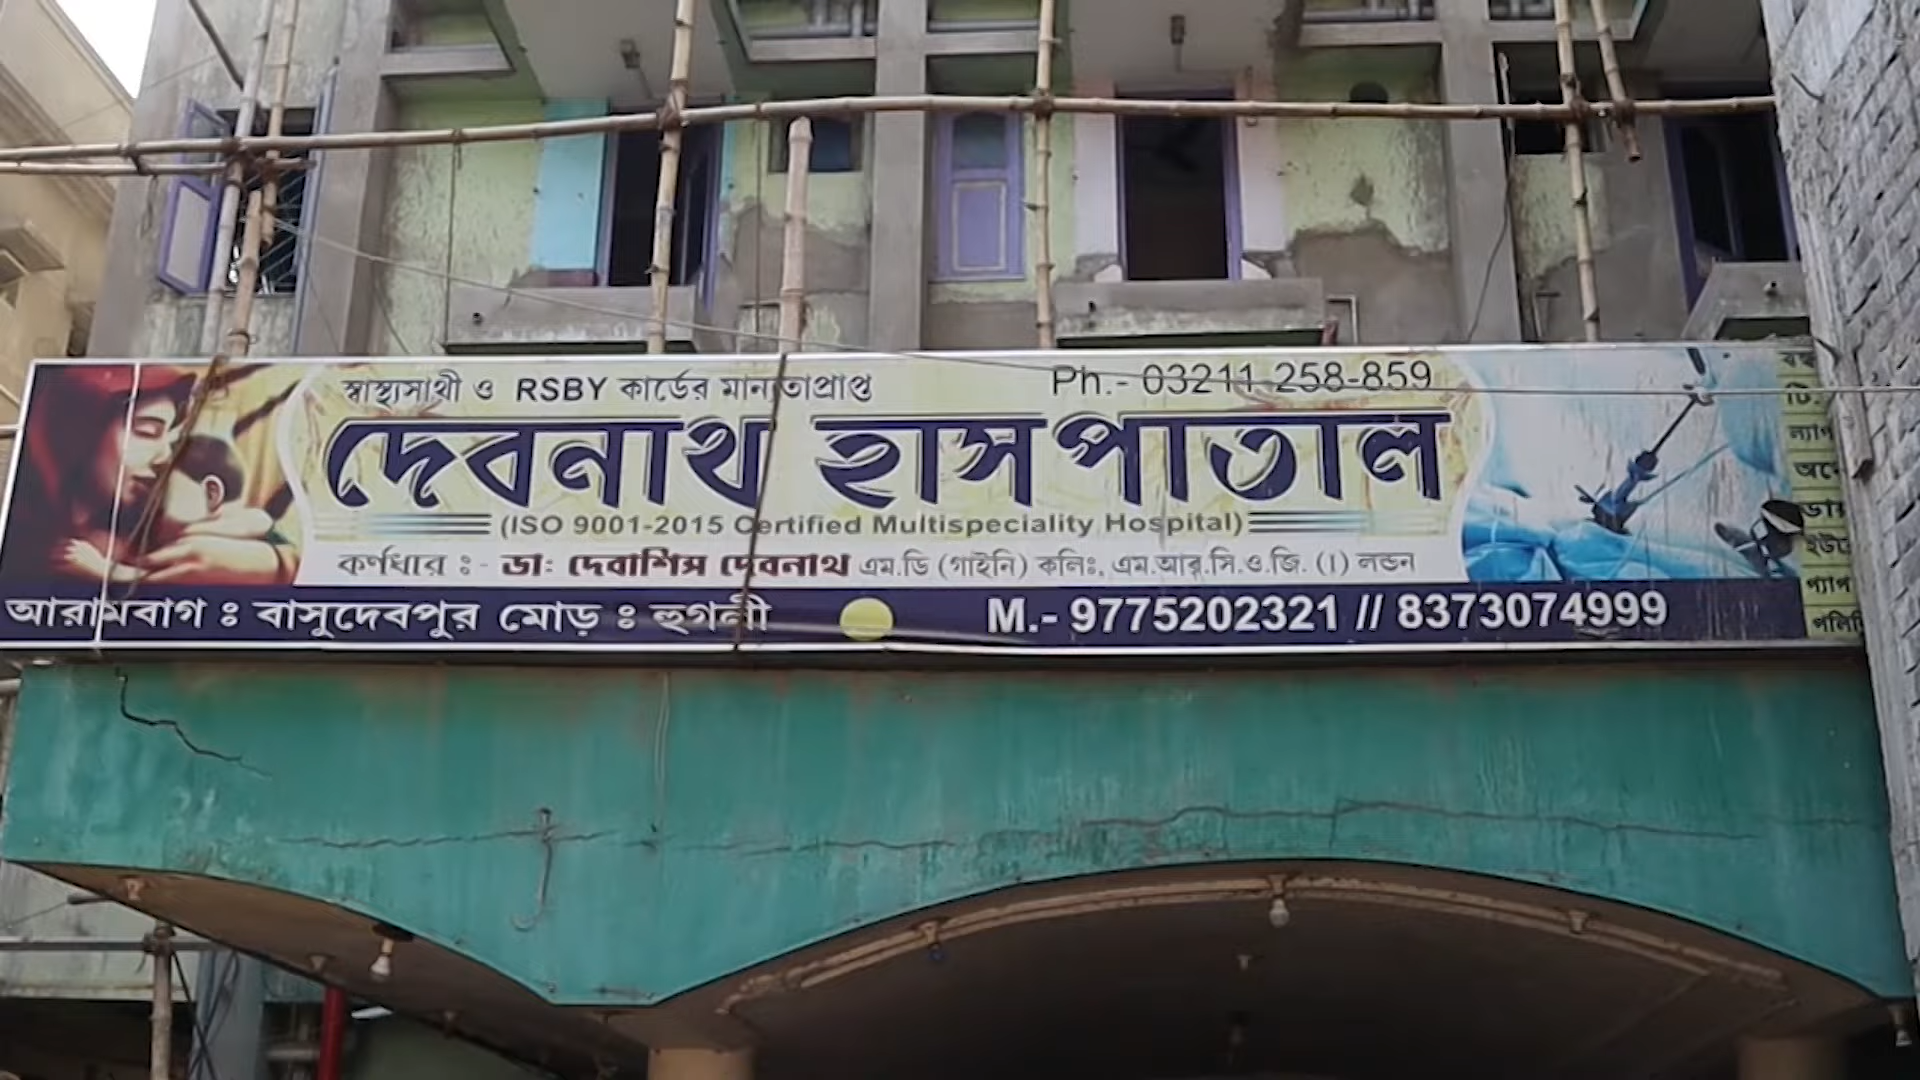 স্বাস্থ্যসাথী ও RSBY কার্ডের মান্যতাপ্রাপ্ত
Ph.- 03211-258-859
দেবনাথ হাসপাতাল
(ISO 9001-2015 Certified Multispeciality Hospital)
কর্ণধার ঃ- ডাঃ দেবাশিস দেবনাথ এম.ডি (গাইনি) কলিঃ, এম.আর.সি.ও.জি. (I) লন্ডন
আরামবাগ ঃ বাসুদেবপুর মোড় ঃ হুগলী
M.- 9775202321 // 8373074999